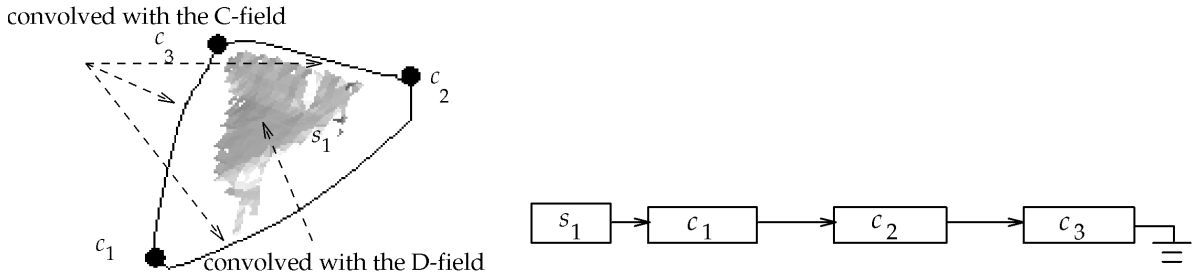 convolved with the C-field
c3
c2
s1
c1
convolved with the D-field
s1 c1 c2 c3